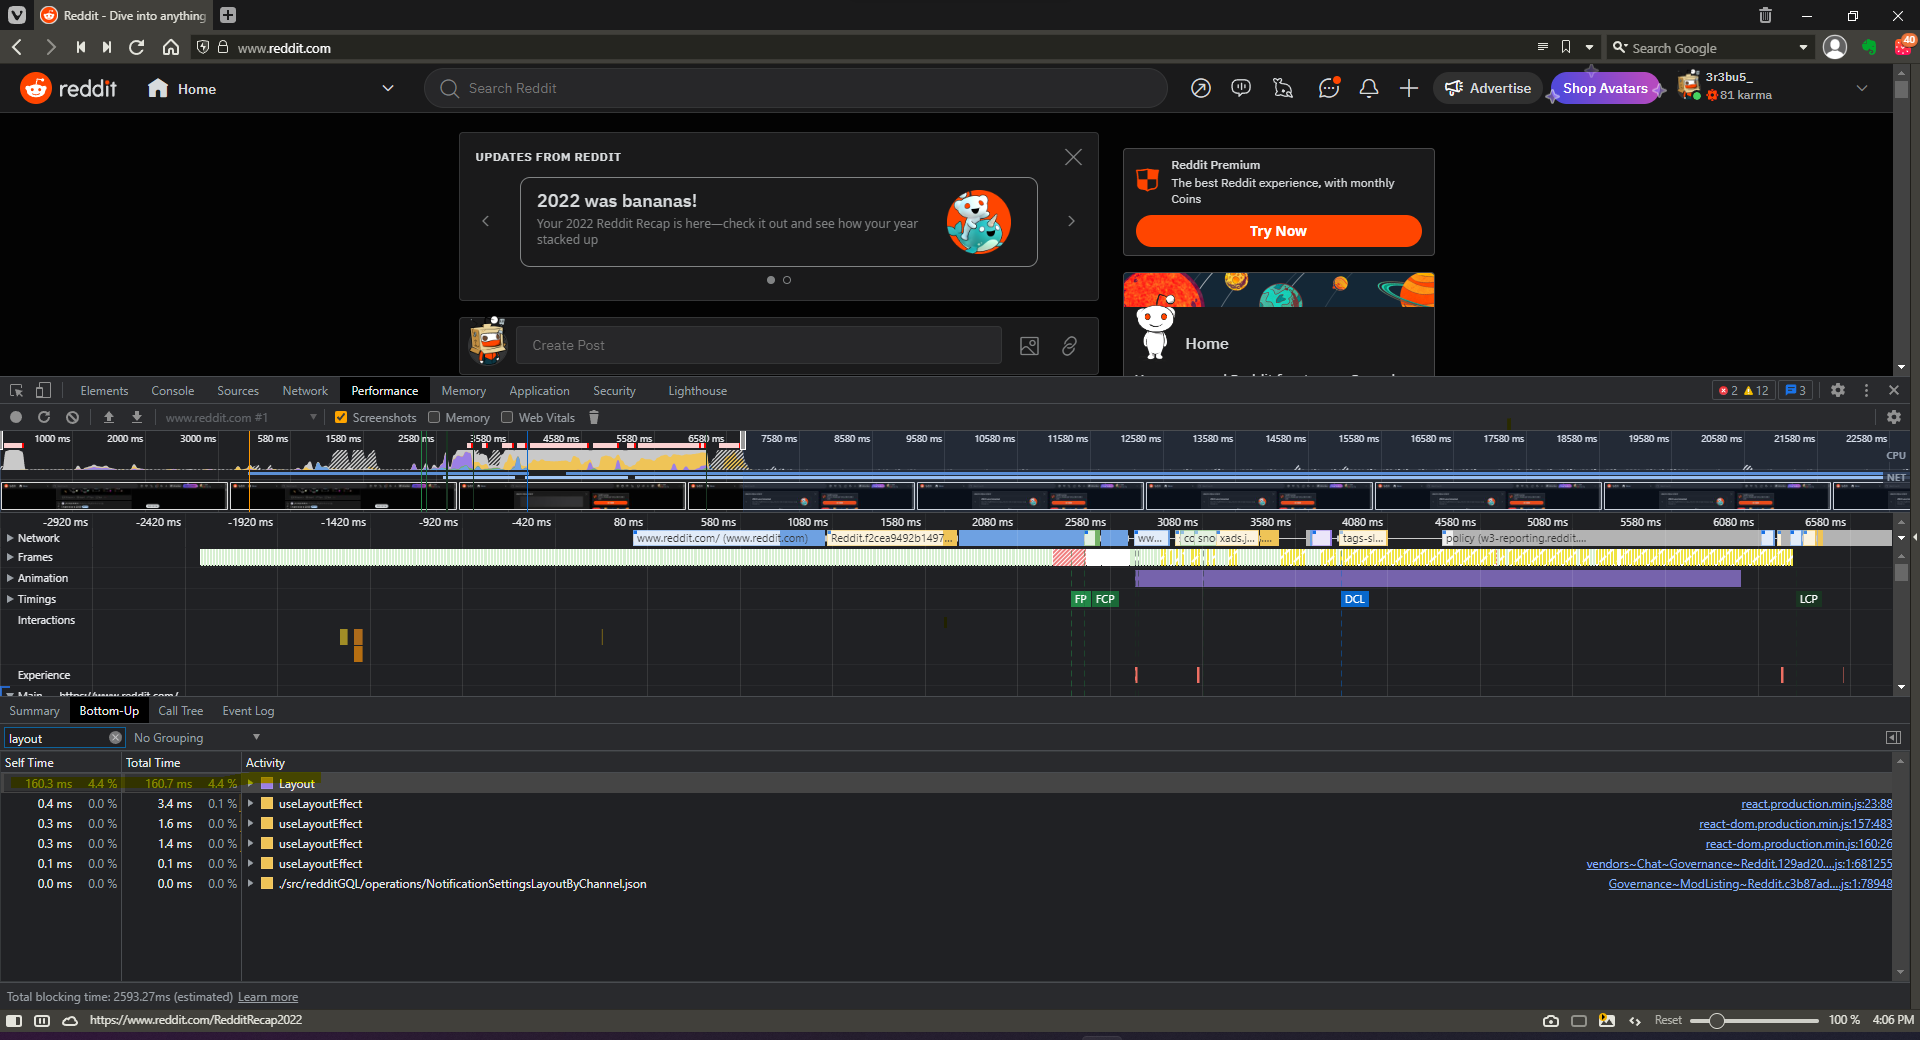 Reddit - Dive into anything
www.reddit.com
Search Google
40
reddit
Home
Search Reddit
Advertise
Shop Avatars
3r3bu5_
81 karma
UPDATES FROM REDDIT
2022 was bananas!
Your 2022 Reddit Recap is here—check it out and see how your year
stacked up
Reddit Premium
The best Reddit experience, with monthly
Coins
Try Now
Create Post
Home
Elements Console Sources Network Performance Memory Application Security Lighthouse
2 12 3
www.reddit.com #1 Screenshots Memory Web Vitals
1000 ms 2000 ms 3000 ms 580 ms 1580 ms 2580 ms 3580 ms 4580 ms 5580 ms 6580 ms 7580 ms 8580 ms 9580 ms 10580 ms 11580 ms 12580 ms 13580 ms 14580 ms 15580 ms 16580 ms 17580 ms 18580 ms 19580 ms 20580 ms 21580 ms 22580 ms
CPU
NET
-2920 ms -2420 ms -1920 ms -1420 ms -920 ms -420 ms 80 ms 580 ms 1080 ms 1580 ms 2080 ms 2580 ms 3080 ms 3580 ms 4080 ms 4580 ms 5080 ms 5580 ms 6080 ms 6580 ms
Network www.reddit.com/ (www.reddit.com) Reddit.f2cea9492b1497... ww... cc sno xads.j... ... tags-sl... policy (w3-reporting.reddit....
Frames
Animation
Timings FP FCP DCL LCP
Interactions
Experience
Main — https://www.reddit.com/
Summary Bottom-Up Call Tree Event Log
layout No Grouping
Self Time Total Time Activity
160.3 ms 4.4 % 160.7 ms 4.4 % Layout
0.4 ms 0.0 % 3.4 ms 0.1 % useLayoutEffect react.production.min.js:23:88
0.3 ms 0.0 % 1.6 ms 0.0 % useLayoutEffect react-dom.production.min.js:157:483
0.3 ms 0.0 % 1.4 ms 0.0 % useLayoutEffect react-dom.production.min.js:160:26
0.1 ms 0.0 % 0.1 ms 0.0 % useLayoutEffect vendors~Chat~Governance~Reddit.129ad20....js:1:681255
0.0 ms 0.0 % 0.0 ms 0.0 % ./src/redditGQL/operations/NotificationSettingsLayoutByChannel.json Governance~ModListing~Reddit.c3b87ad....js:1:78948
Total blocking time: 2593.27ms (estimated) Learn more
https://www.reddit.com/RedditRecap2022
Reset 100 % 4:06 PM